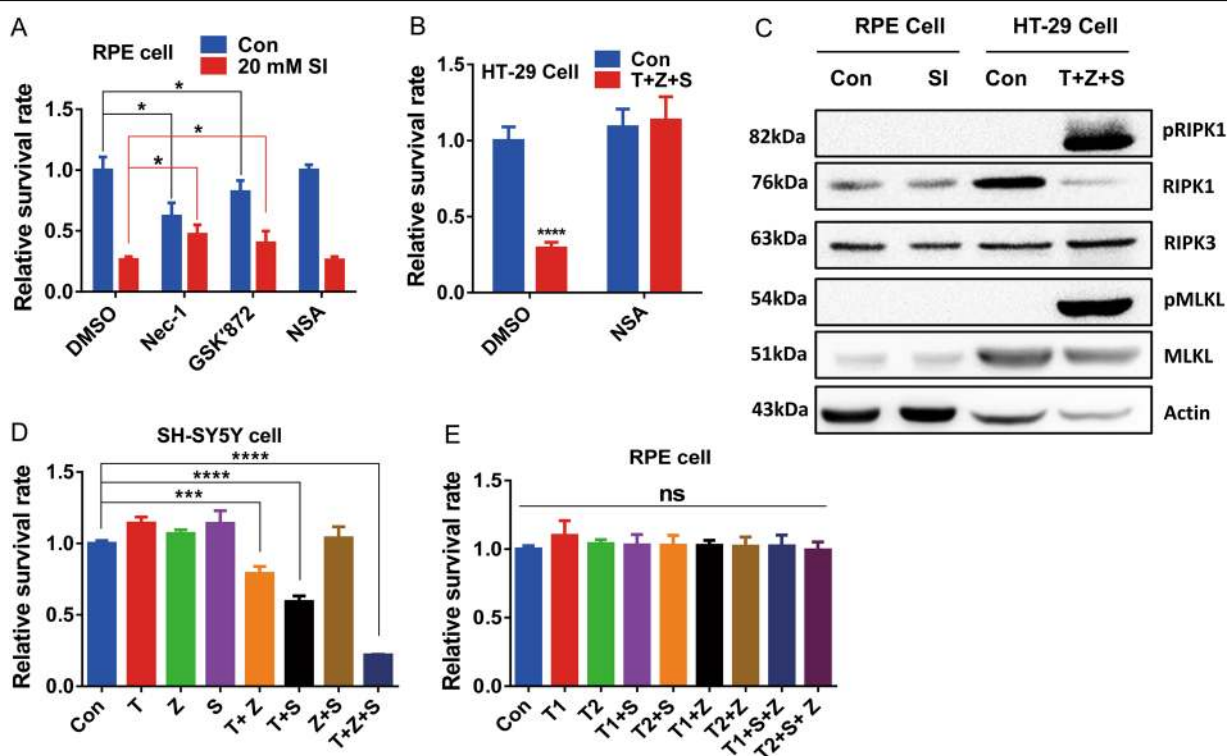 A
RPE cell
Con
20 mM SI
Relative survival rate
1.5
1.0
0.5
0.0
*
*
*
*
DMSO
Nec-1
GSK'872
NSA
B
HT-29 Cell
Con
T+Z+S
Relative survival rate
1.5
1.0
0.5
0.0
****
DMSO
NSA
C
RPE Cell HT-29 Cell
Con SI Con T+Z+S
82kDa pRIPK1
76kDa RIPK1
63kDa RIPK3
54kDa pMLKL
51kDa MLKL
43kDa Actin
D
SH-SY5Y cell
Relative survival rate
1.5
1.0
0.5
0.0
****
****
***
Con
T
Z
S
T+ Z
T+S
Z+S
T+Z+S
E
RPE cell
Relative survival rate
1.5
1.0
0.5
0.0
ns
Con
T1
T2
T1+S
T2+S
T1+Z
T2+Z
T1+S+Z
T2+S+ Z